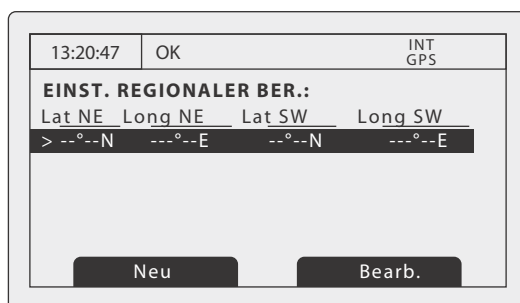 13:20:47 OK INT
GPS
EINST. REGIONALER BER.:
Lat NE Long NE Lat SW Long SW
> --°--N ---°--E --°--N ---°--E
Neu Bearb.